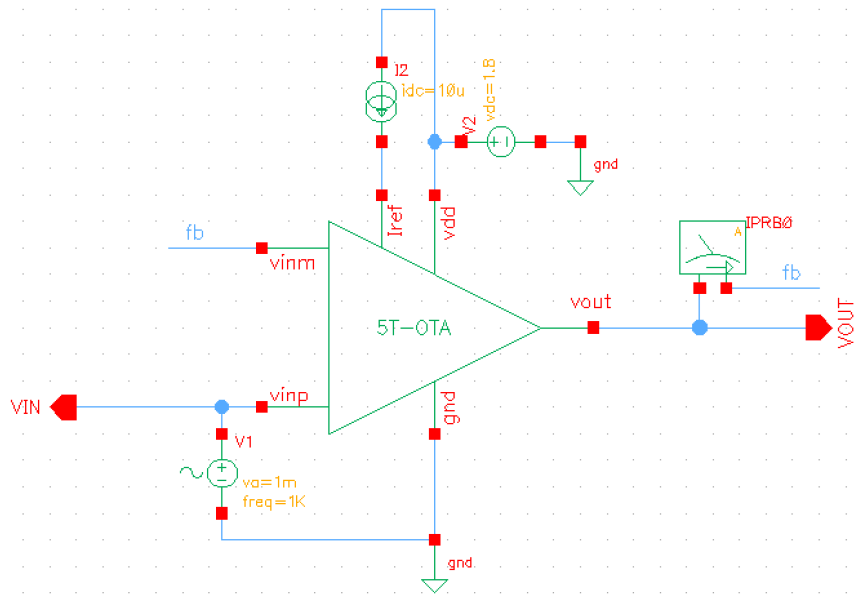 I2
idc=10u
vdc=1.8
V2
gnd
fb
Iref
vdd
vinm
IPRB0
A
fb
5T-OTA
vout
VOUT
VIN
vinp
gnd
V1
va=1m
freq=1K
gnd